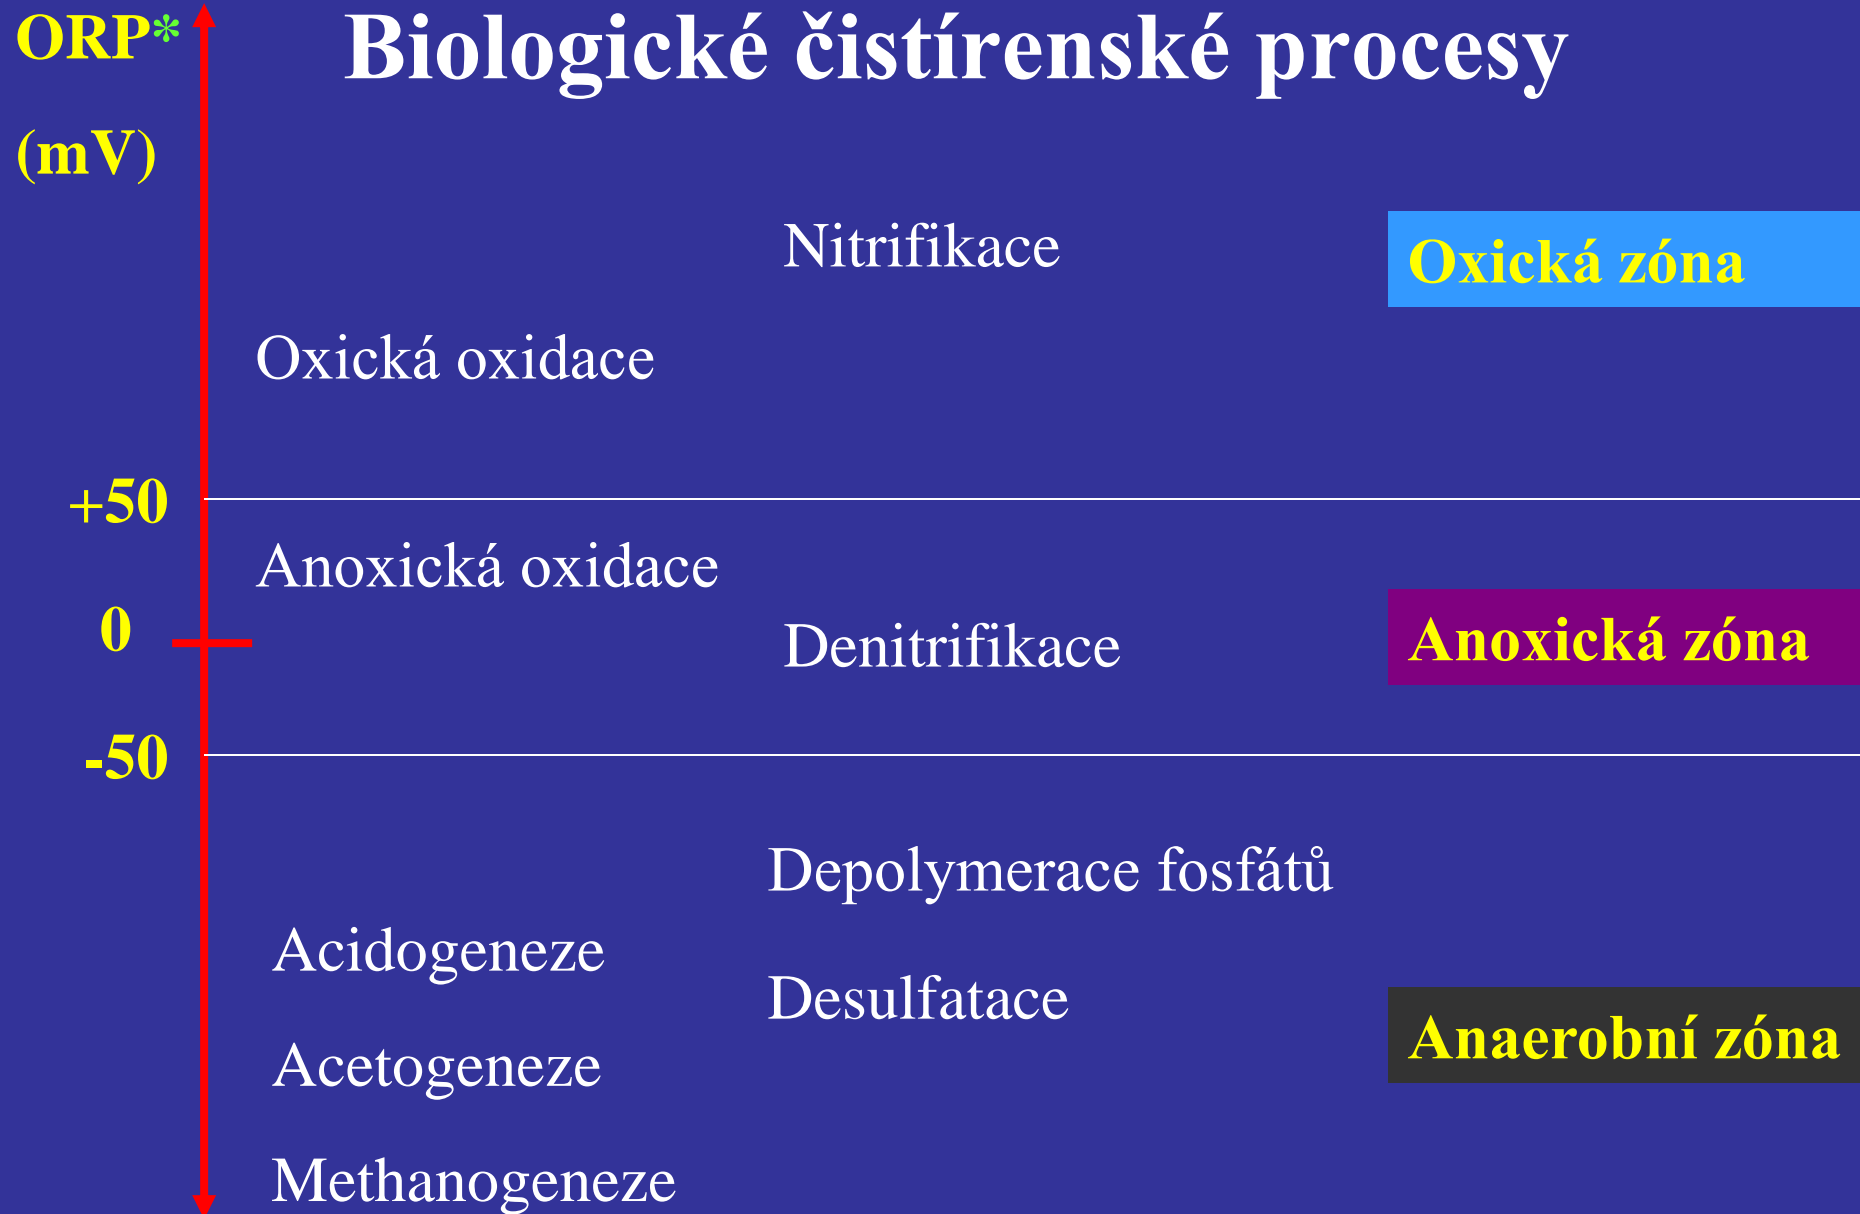 ORP*
Biologické čistírenské procesy
(mV)
Nitrifikace
Oxická zóna
Oxická oxidace
+50
Anoxická oxidace
0
Denitrifikace
Anoxická zóna
-50
Depolymerace fosfátů
Acidogeneze
Desulfatace
Anaerobní zóna
Acetogeneze
Methanogeneze